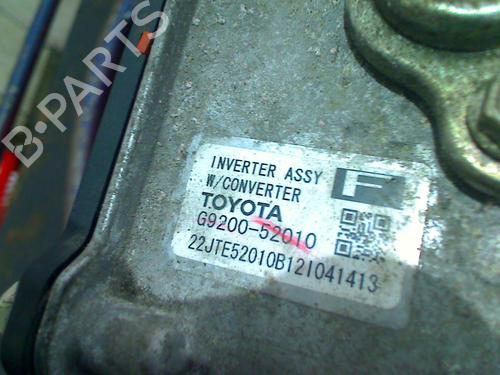 B-PARTS
INVERTER ASSY
W/CONVERTER
F
TOYOTA
G9200-52010
22JTE52010B121041413